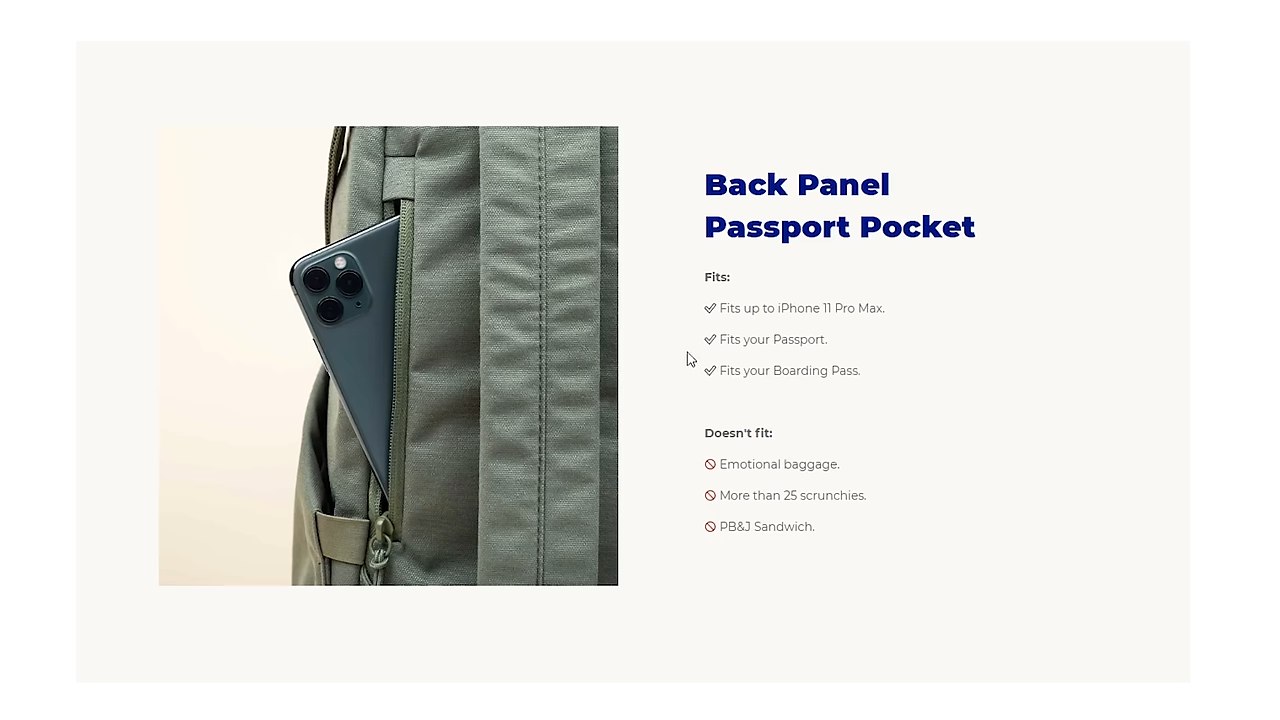 Back Panel
Passport Pocket
Fits:
Fits up to iPhone 11 Pro Max.
Fits your Passport.
Fits your Boarding Pass.
Doesn't fit:
Emotional baggage.
More than 25 scrunchies.
PB&J Sandwich.